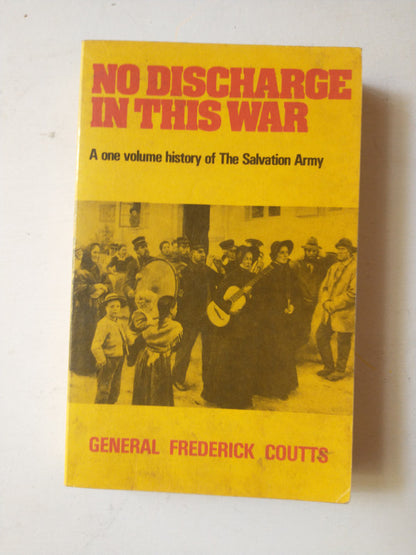 NO DISCHARGE
IN THIS WAR
A one volume history of The Salvation Army
GENERAL FREDERICK COUTTS